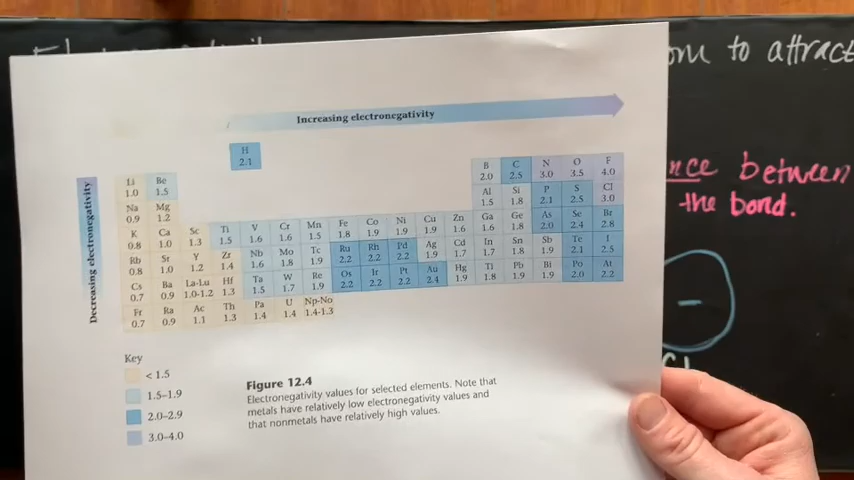 om to attract
Increasing electronegativity
H
2.1
nce between
the bond.
Decreasing electronegativity
Li Be B C N O F
1.0 1.5 2.0 2.5 3.0 3.5 4.0
Na Mg Al Si P S Cl
0.9 1.2 1.5 1.8 2.1 2.5 3.0
K Ca Sc Ti V Cr Mn Fe Co Ni Cu Zn Ga Ge As Se Br
0.8 1.0 1.3 1.5 1.6 1.6 1.5 1.8 1.9 1.9 1.9 1.6 1.6 1.8 2.0 2.4 2.8
Rb Sr Y Zr Nb Mo Tc Ru Rh Pd Ag Cd In Sn Sb Te I
0.8 1.0 1.2 1.4 1.6 1.8 1.9 2.2 2.2 2.2 1.9 1.7 1.7 1.8 1.9 2.1 2.5
Cs Ba La-Lu Hf Ta W Re Os Ir Pt Au Hg Tl Pb Bi Po At
0.7 0.9 1.0-1.2 1.3 1.5 1.7 1.9 2.2 2.2 2.2 2.4 1.9 1.8 1.9 1.9 2.0 2.2
Fr Ra Ac Th Pa U Np-No
0.7 0.9 1.1 1.3 1.4 1.4 1.4-1.3
Key
< 1.5
1.5–1.9
2.0–2.9
3.0–4.0
Figure 12.4
Electronegativity values for selected elements. Note that
metals have relatively low electronegativity values and
that nonmetals have relatively high values.